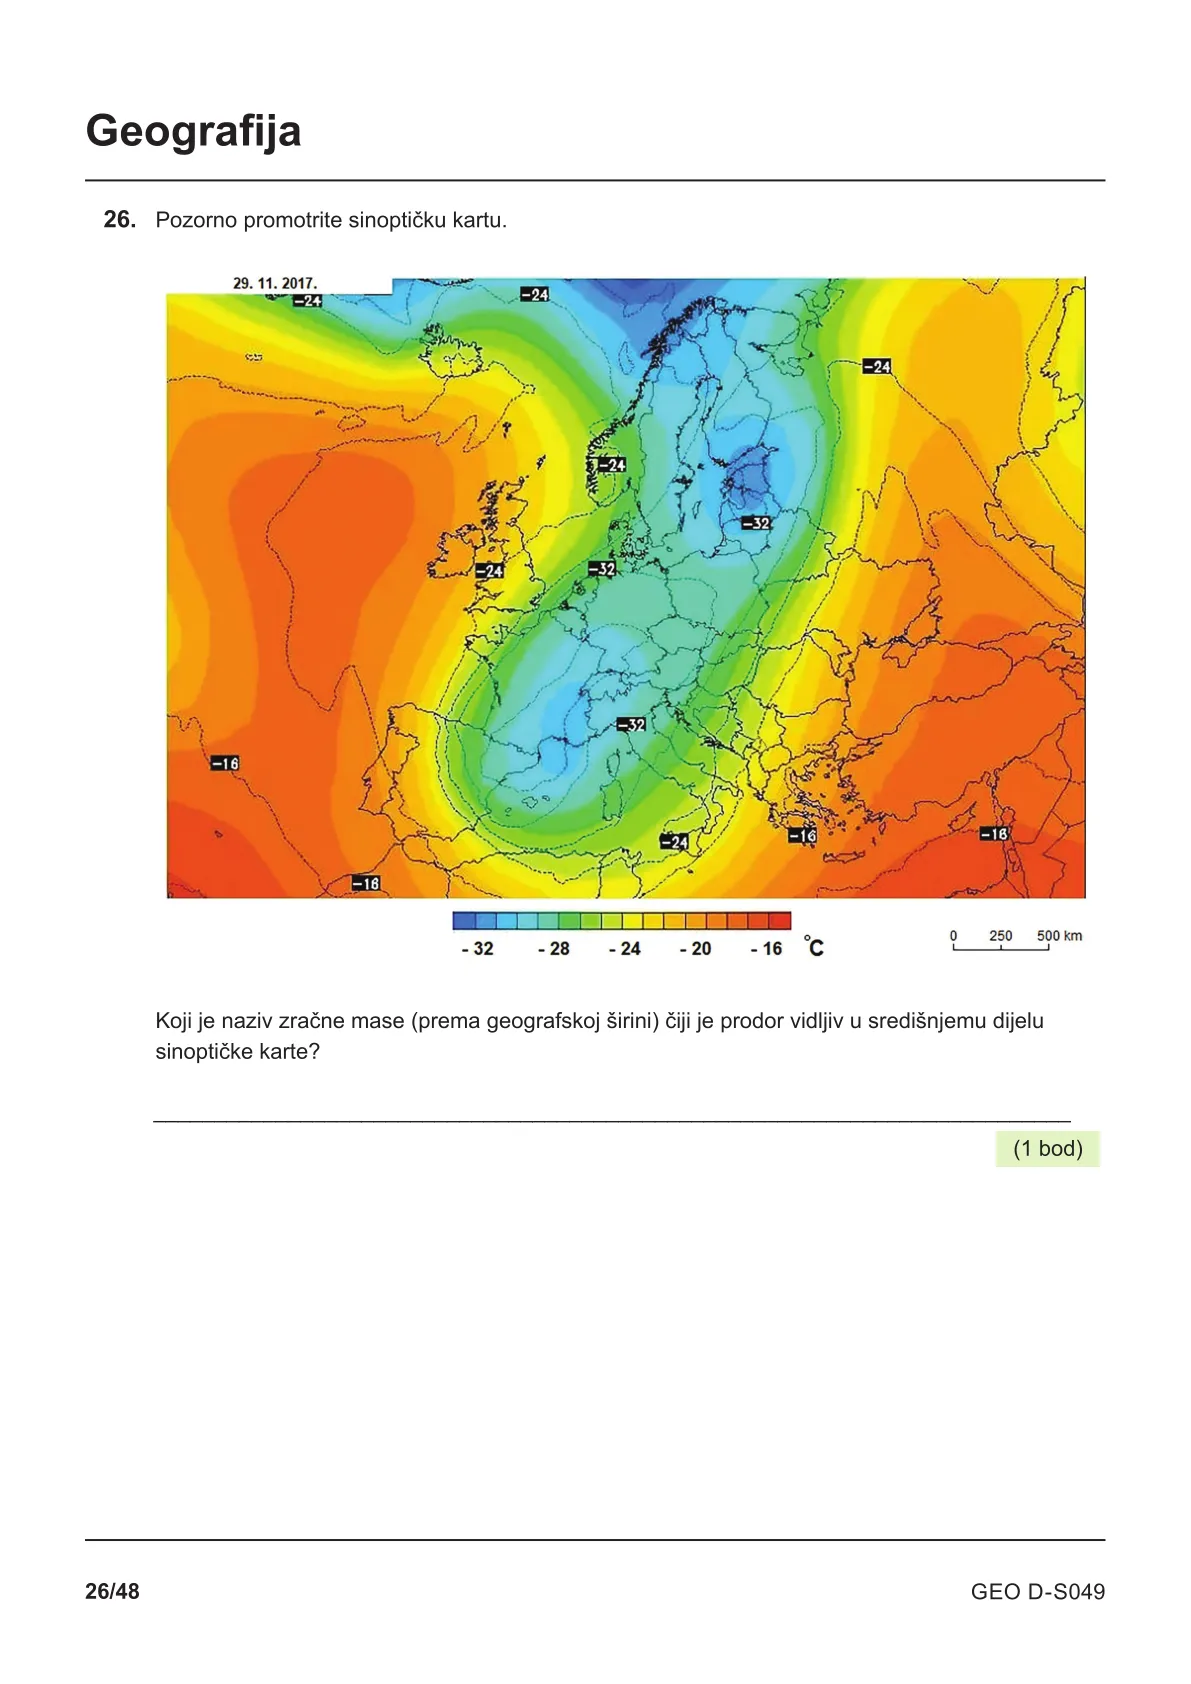 Geografija
26. Pozorno promotrite sinoptičku kartu.
29. 11. 2017.
-24
-24
-24
-24
-32
-24
-32
-32
-16
-24
-16
-16
-16
- 32 - 28 - 24 - 20 - 16 °C
0 250 500 km
Koji je naziv zračne mase (prema geografskoj širini) čiji je prodor vidljiv u središnjemu dijelu
sinoptičke karte?
(1 bod)
26/48
GEO D-S049